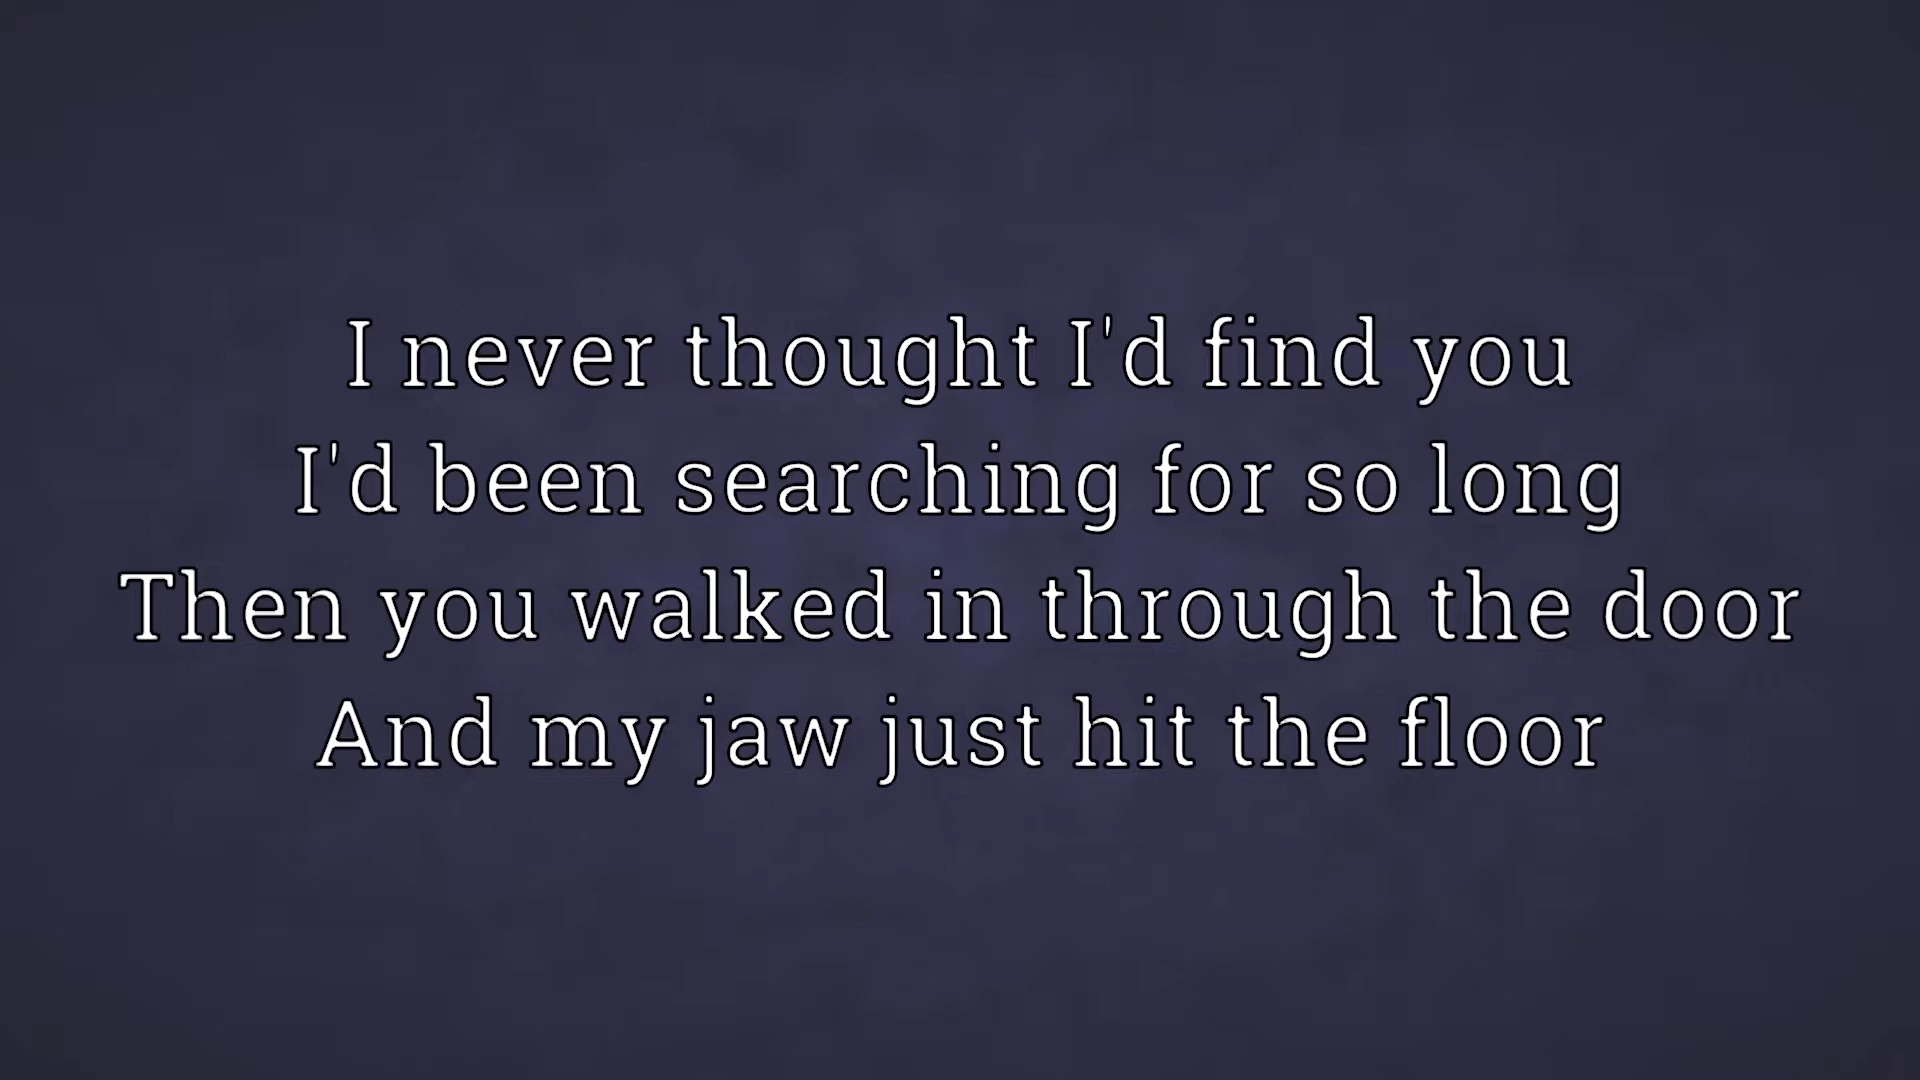 I never thought I'd find you
I'd been searching for so long
Then you walked in through the door
And my jaw just hit the floor